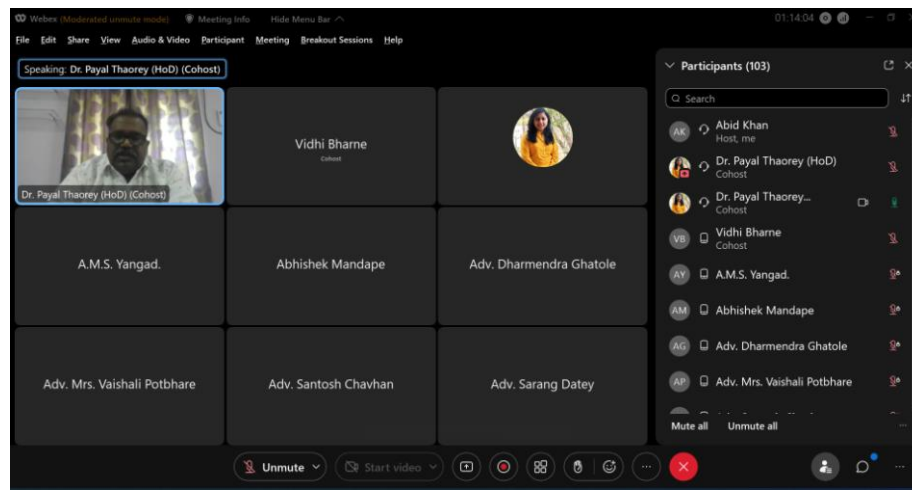 Webex (Moderated unmute mode) Meeting Info Hide Menu Bar
01:14:04
File Edit Share View Audio & Video Participant Meeting Breakout Sessions Help
Speaking: Dr. Payal Thaorey (HoD) (Cohost)
Dr. Payal Thaorey (HoD) (Cohost)
Vidhi Bharne
Cohost
A.M.S. Yangad.
Abhishek Mandape
Adv. Dharmendra Ghatole
Adv. Mrs. Vaishali Potbhare
Adv. Santosh Chavhan
Adv. Sarang Datey
Participants (103)
Search
AK Abid Khan
Host, me
Dr. Payal Thaorey (HoD)
Cohost
Dr. Payal Thaorey...
Cohost
VB Vidhi Bharne
Cohost
AY A.M.S. Yangad.
AM Abhishek Mandape
AG Adv. Dharmendra Ghatole
AP Adv. Mrs. Vaishali Potbhare
Mute all Unmute all ...
Unmute Start video